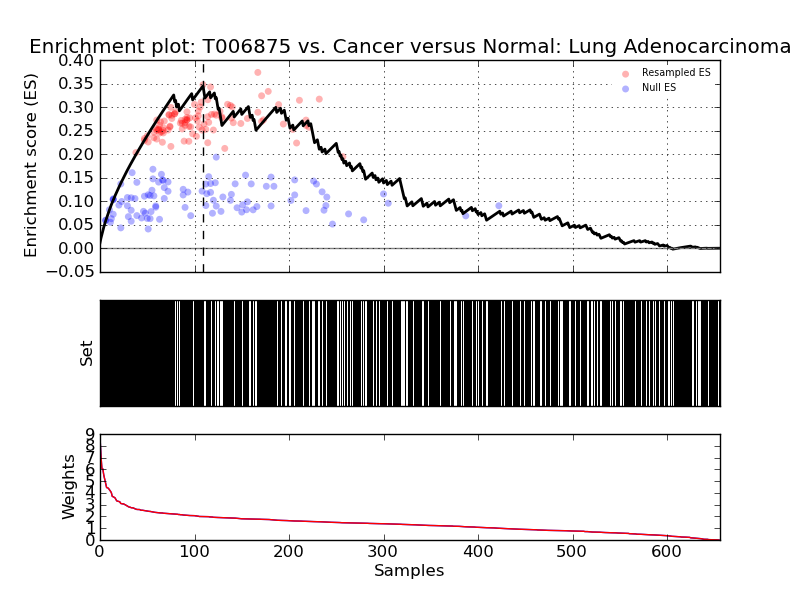 Enrichment plot: T006875 vs. Cancer versus Normal: Lung Adenocarcinoma
0.40
0.35
0.30
0.25
0.20
0.15
0.10
0.05
0.00
−0.05
Enrichment score (ES)
Resampled ES
Null ES
Set
9
8
7
6
5
4
3
2
1
0
Weights
0 100 200 300 400 500 600
Samples